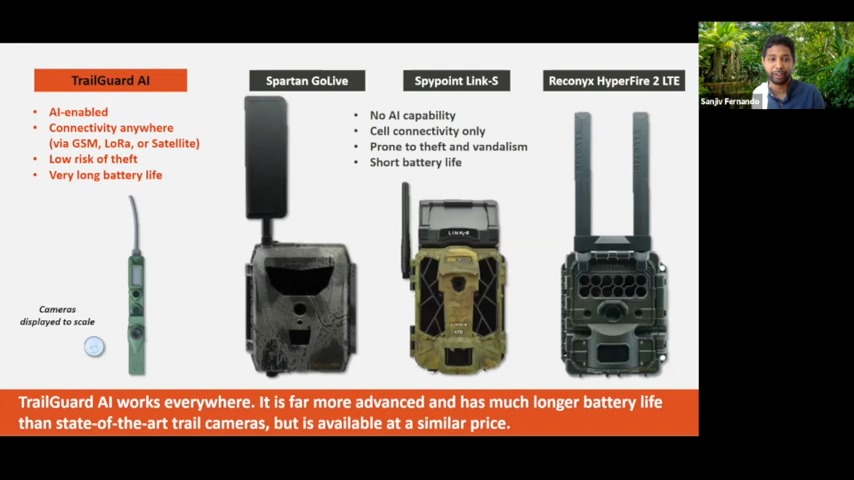 TrailGuard AI
Spartan GoLive
Spypoint Link-S
Reconyx HyperFire 2 LTE
Sanjiv Fernando
• AI-enabled
• Connectivity anywhere
(via GSM, LoRa, or Satellite)
• Low risk of theft
• Very long battery life
• No AI capability
• Cell connectivity only
• Prone to theft and vandalism
• Short battery life
Cameras
displayed to scale
LINK-S
LTE
TrailGuard AI works everywhere. It is far more advanced and has much longer battery life
than state-of-the-art trail cameras, but is available at a similar price.